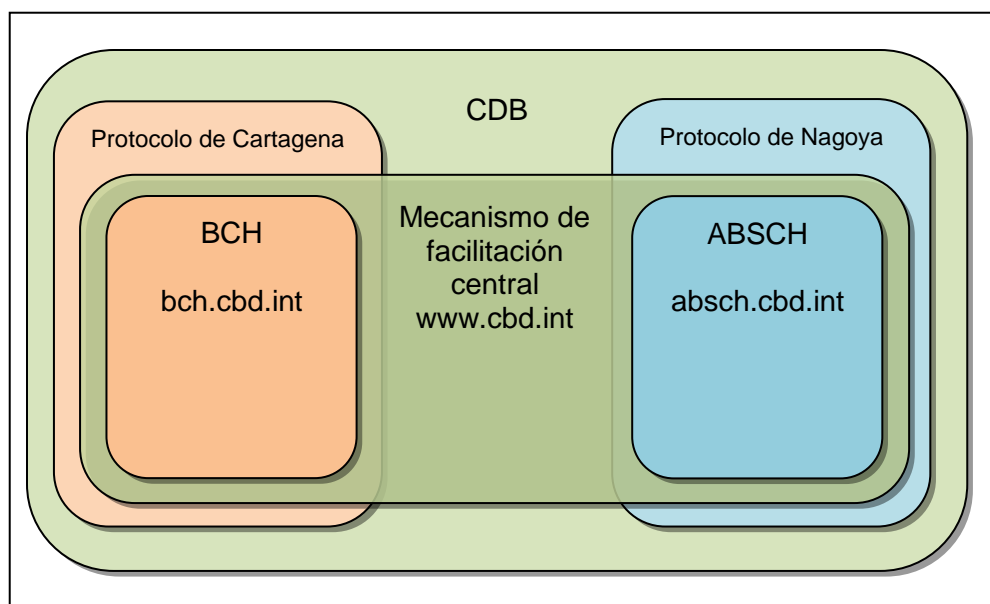 CDB
Protocolo de Cartagena
Protocolo de Nagoya
BCH
bch.cbd.int
Mecanismo de
facilitación
central
www.cbd.int
ABSCH
absch.cbd.int